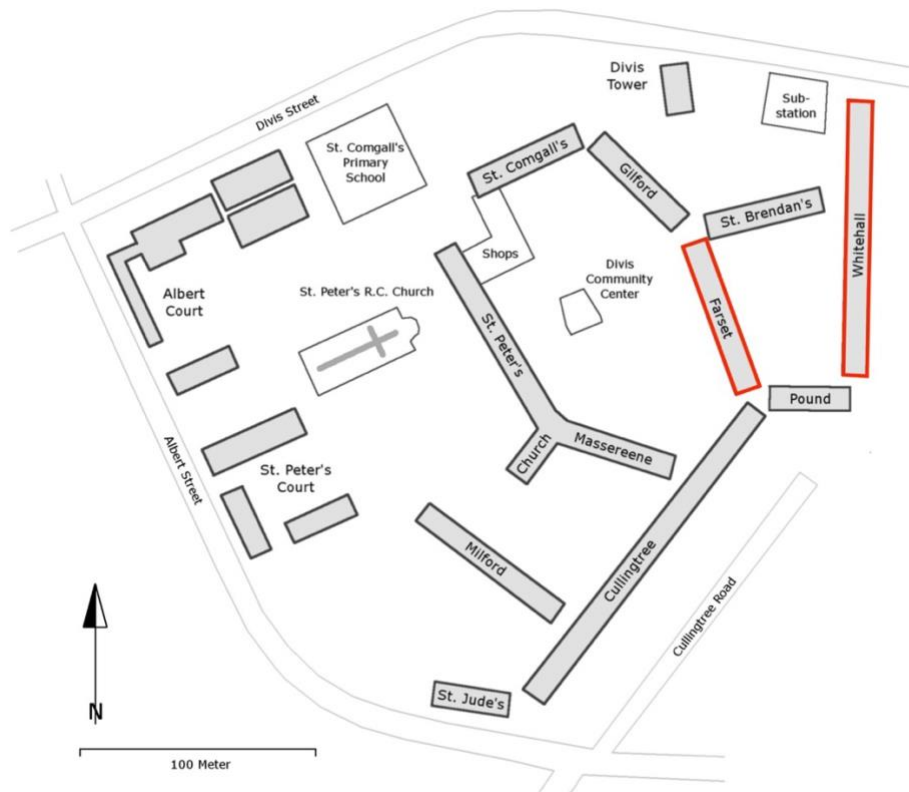 Divis
Tower
Sub-
station
Divis Street
St. Comgall's
Primary
School
St. Comgall's
Gilford
St. Brendan's
Whitehall
Shops
Divis
Community
Center
Albert
Court
St. Peter's R.C. Church
Farset
St. Peter's
Pound
Massereene
Church
Albert Street
St. Peter's
Court
Milford
Cullingtree
Cullingtree Road
St. Jude's
N
100 Meter